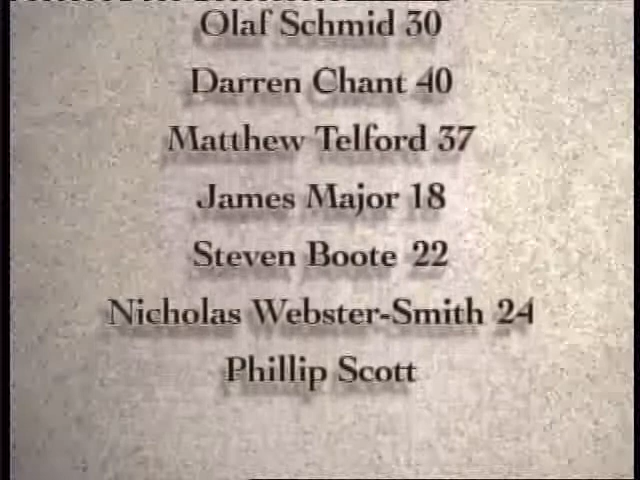 Olaf Schmid 30
Darren Chant 40
Matthew Telford 37
James Major 18
Steven Boote 22
Nicholas Webster-Smith 24
Phillip Scott